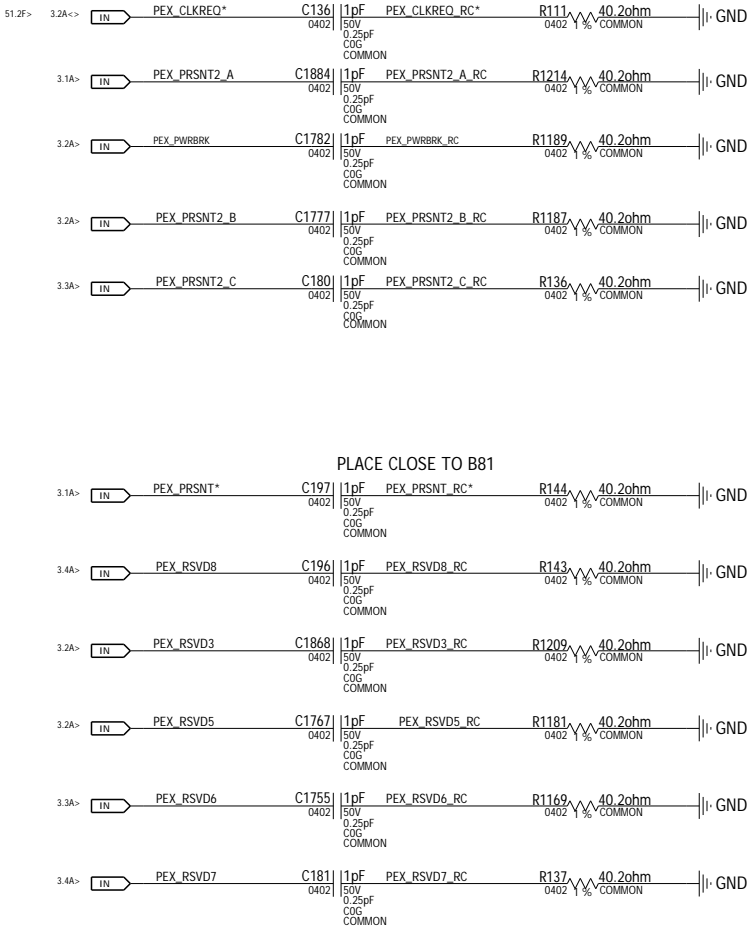 51.2F> 3.2A<> IN PEX_CLKREQ* C136 1pF PEX_CLKREQ_RC* R111 40.2ohm GND
0402 50V 0402 1 % COMMON
0.25pF
C0G
COMMON
3.1A> IN PEX_PRSNT2_A C1884 1pF PEX_PRSNT2_A_RC R1214 40.2ohm GND
0402 50V 0402 1 % COMMON
0.25pF
C0G
COMMON
3.2A> IN PEX_PWRBRK C1782 1pF PEX_PWRBRK_RC R1189 40.2ohm GND
0402 50V 0402 1 % COMMON
0.25pF
C0G
COMMON
3.2A> IN PEX_PRSNT2_B C1777 1pF PEX_PRSNT2_B_RC R1187 40.2ohm GND
0402 50V 0402 1 % COMMON
0.25pF
C0G
COMMON
3.3A> IN PEX_PRSNT2_C C180 1pF PEX_PRSNT2_C_RC R136 40.2ohm GND
0402 50V 0402 1 % COMMON
0.25pF
C0G
COMMON
PLACE CLOSE TO B81
3.1A> IN PEX_PRSNT* C197 1pF PEX_PRSNT_RC* R144 40.2ohm GND
0402 50V 0402 1 % COMMON
0.25pF
C0G
COMMON
3.4A> IN PEX_RSVD8 C196 1pF PEX_RSVD8_RC R143 40.2ohm GND
0402 50V 0402 1 % COMMON
0.25pF
C0G
COMMON
3.2A> IN PEX_RSVD3 C1868 1pF PEX_RSVD3_RC R1209 40.2ohm GND
0402 50V 0402 1 % COMMON
0.25pF
C0G
COMMON
3.2A> IN PEX_RSVD5 C1767 1pF PEX_RSVD5_RC R1181 40.2ohm GND
0402 50V 0402 1 % COMMON
0.25pF
C0G
COMMON
3.3A> IN PEX_RSVD6 C1755 1pF PEX_RSVD6_RC R1169 40.2ohm GND
0402 50V 0402 1 % COMMON
0.25pF
C0G
COMMON
3.4A> IN PEX_RSVD7 C181 1pF PEX_RSVD7_RC R137 40.2ohm GND
0402 50V 0402 1 % COMMON
0.25pF
C0G
COMMON